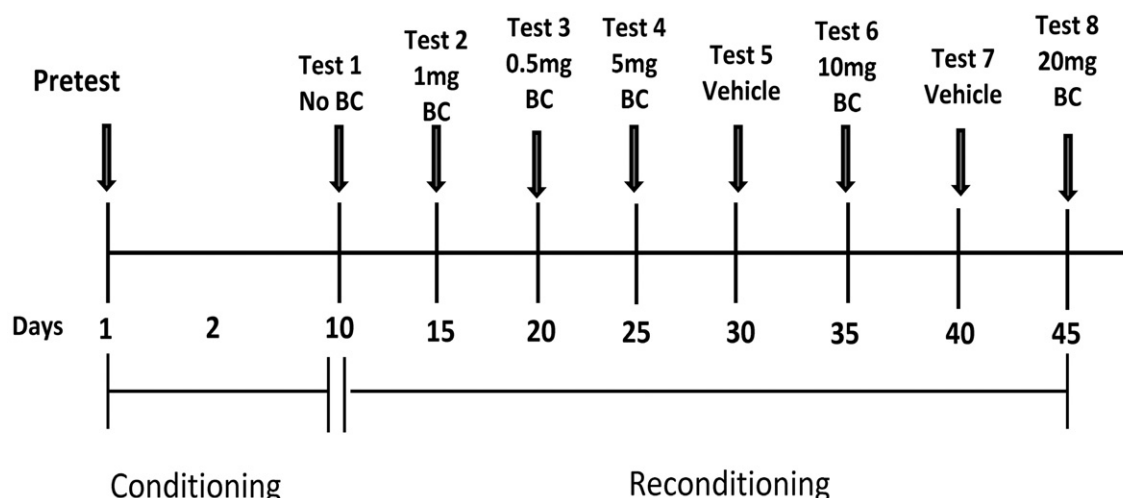 Pretest
Test 1
No BC
Test 2
1mg
BC
Test 3
0.5mg
BC
Test 4
5mg
BC
Test 5
Vehicle
Test 6
10mg
BC
Test 7
Vehicle
Test 8
20mg
BC
Days 1 2 10 15 20 25 30 35 40 45
Conditioning Reconditioning